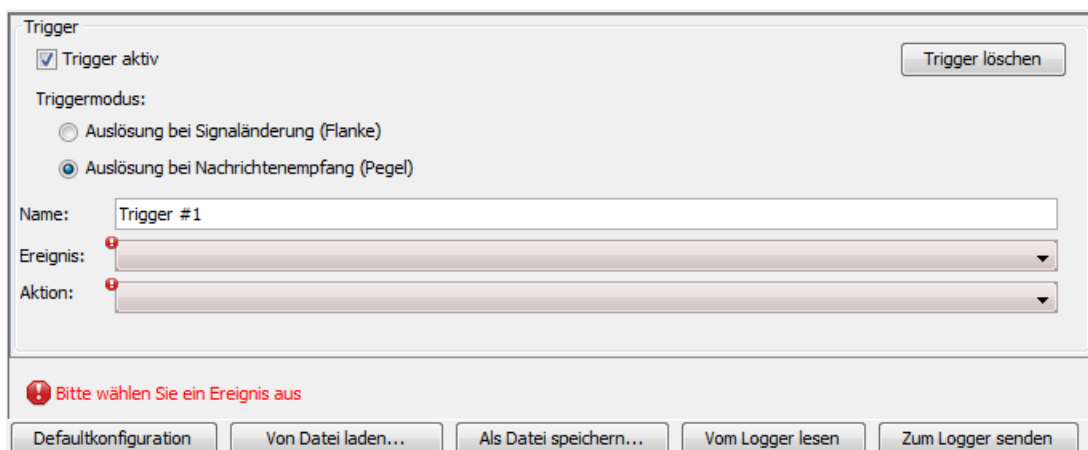 Trigger
Trigger aktiv
Trigger löschen
Triggermodus:
Auslösung bei Signaländerung (Flanke)
Auslösung bei Nachrichtenempfang (Pegel)
Name: Trigger #1
Ereignis:
Aktion:
Bitte wählen Sie ein Ereignis aus
Defaultkonfiguration Von Datei laden... Als Datei speichern... Vom Logger lesen Zum Logger senden